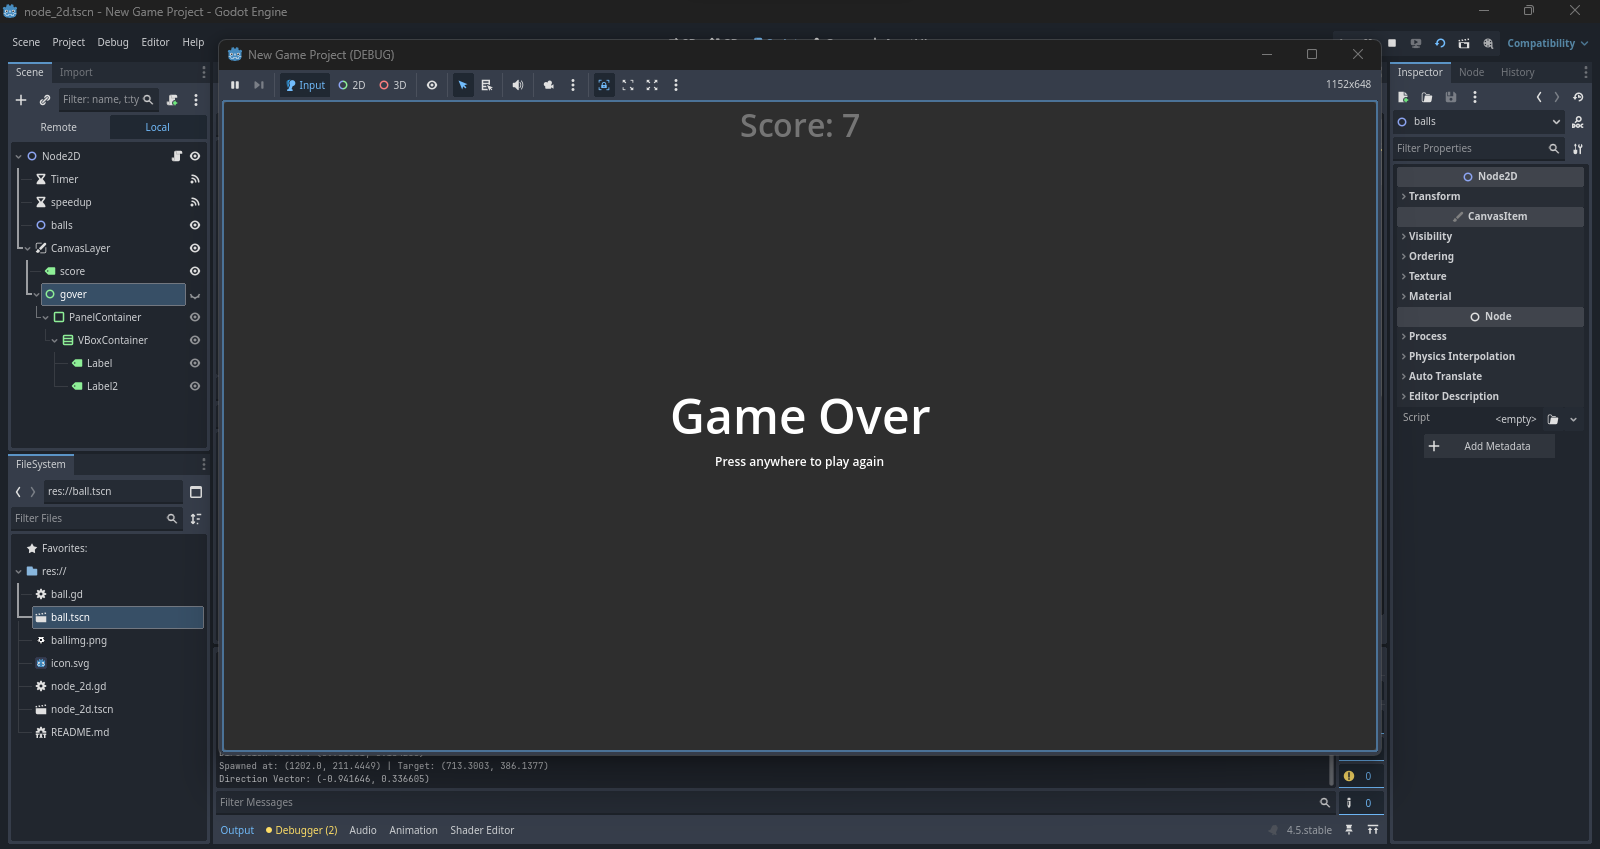 node_2d.tscn - New Game Project - Godot Engine
Scene Project Debug Editor Help
Compatibility
New Game Project (DEBUG)
Input 2D 3D
1152x648
Scene Import
Filter: name, t:ty
Remote Local
Node2D
Timer
speedup
balls
CanvasLayer
score
gover
PanelContainer
VBoxContainer
Label
Label2
FileSystem
res://ball.tscn
Filter Files
Favorites:
res://
ball.gd
ball.tscn
ballimg.png
icon.svg
node_2d.gd
node_2d.tscn
README.md
Score: 7
Game Over
Press anywhere to play again
Spawned at: (1202.0, 211.4449) | Target: (713.3003, 386.1377)
Direction Vector: (-0.941646, 0.336605)
Filter Messages
0
0
Output Debugger (2) Audio Animation Shader Editor
4.5.stable
Inspector Node History
balls
DOC
Filter Properties
Node2D
Transform
CanvasItem
Visibility
Ordering
Texture
Material
Node
Process
Physics Interpolation
Auto Translate
Editor Description
Script <empty>
Add Metadata